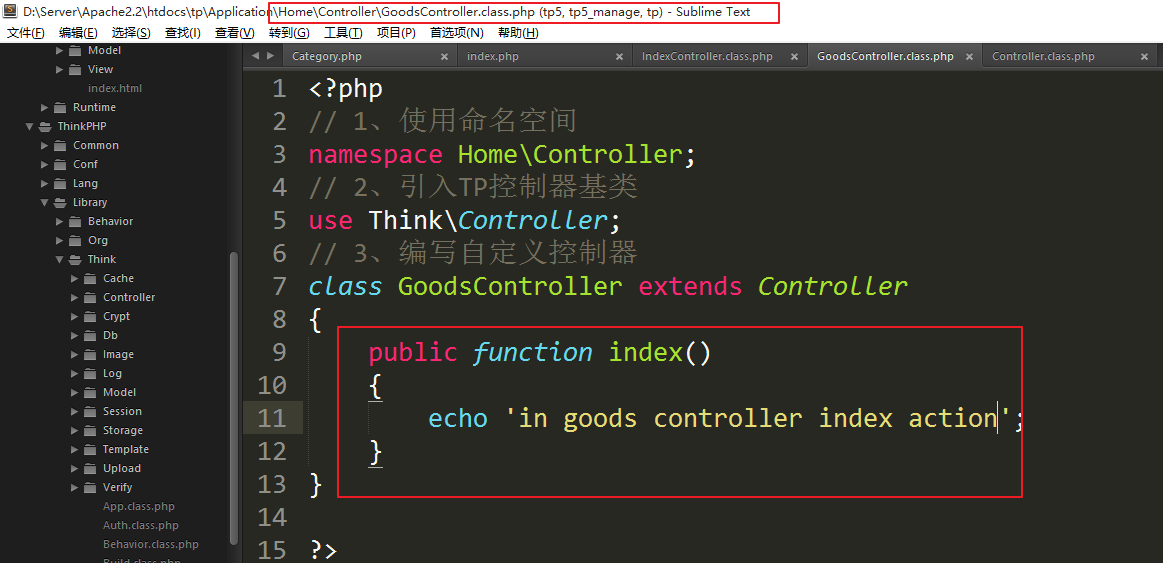 D:\Server\Apache2.2\htdocs\tp\Application\Home\Controller\GoodsController.class.php (tp5, tp5_manage, tp) - Sublime Text
文件(F) 编辑(E) 选择(S) 查找(I) 查看(V) 转到(G) 工具(T) 项目(P) 首选项(N) 帮助(H)
Model
View
index.html
Runtime
ThinkPHP
Common
Conf
Lang
Library
Behavior
Org
Think
Cache
Controller
Crypt
Db
Image
Log
Model
Session
Storage
Template
Upload
Verify
App.class.php
Auth.class.php
Behavior.class.php
Build.class.php
Category.php × index.php × IndexController.class.php × GoodsController.class.php × Controller.class.php ×
1 <?php
2 // 1、使用命名空间
3 namespace Home\Controller;
4 // 2、引入TP控制器基类
5 use Think\Controller;
6 // 3、编写自定义控制器
7 class GoodsController extends Controller
8 {
9 public function index()
10 {
11 echo 'in goods controller index action';
12 }
13 }
14
15 ?>